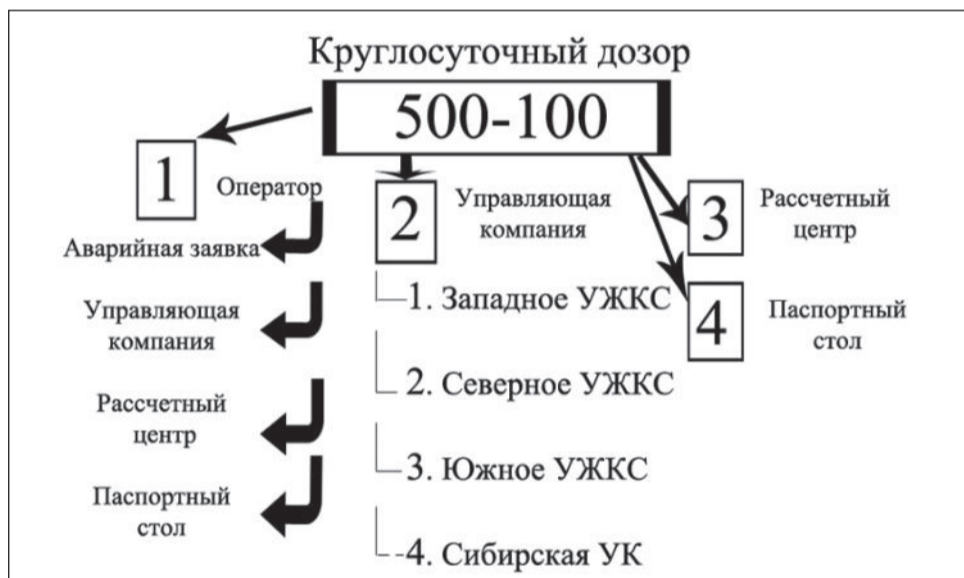 Круглосуточный дозор
500-100
1
Оператор
Аварийная заявка
Управляющая
компания
Рассчетный
центр
Паспортный
стол
2
Управляющая
компания
1. Западное УЖКС
2. Северное УЖКС
3. Южное УЖКС
4. Сибирская УК
3
Рассчетный
центр
4
Паспортный
стол